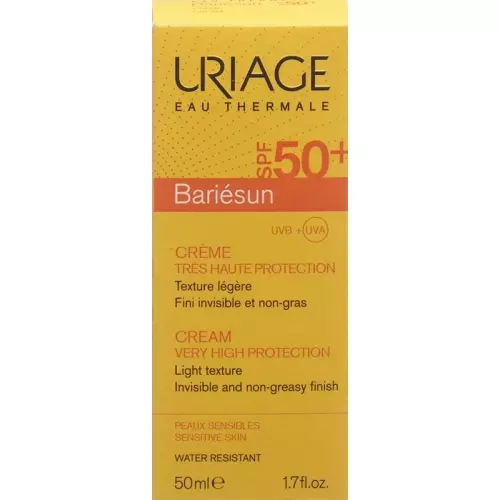 URIAGE
EAU THERMALE
SPF 50+
Bariésun
UVB + UVA
CRÈME
TRÈS HAUTE PROTECTION
Texture légère
Fini invisible et non-gras
CREAM
VERY HIGH PROTECTION
Light texture
Invisible and non-greasy finish
PEAUX SENSIBLES
SENSITIVE SKIN
WATER RESISTANT
50ml e 1.7fl.oz.